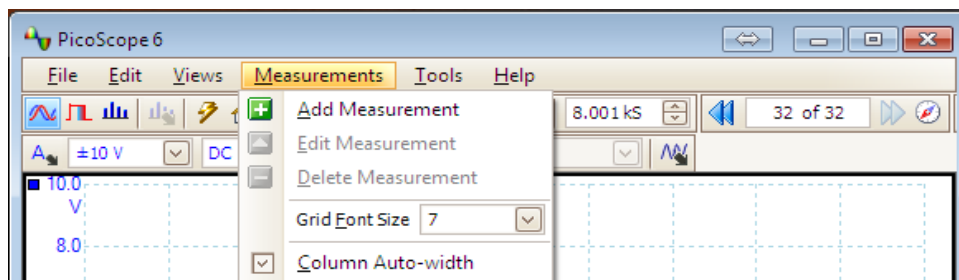 PicoScope 6
File Edit Views Measurements Tools Help
Add Measurement 8.001 kS 32 of 32
Edit Measurement
A ±10 V DC
Delete Measurement
10.0
V
Grid Font Size 7
8.0
Column Auto-width